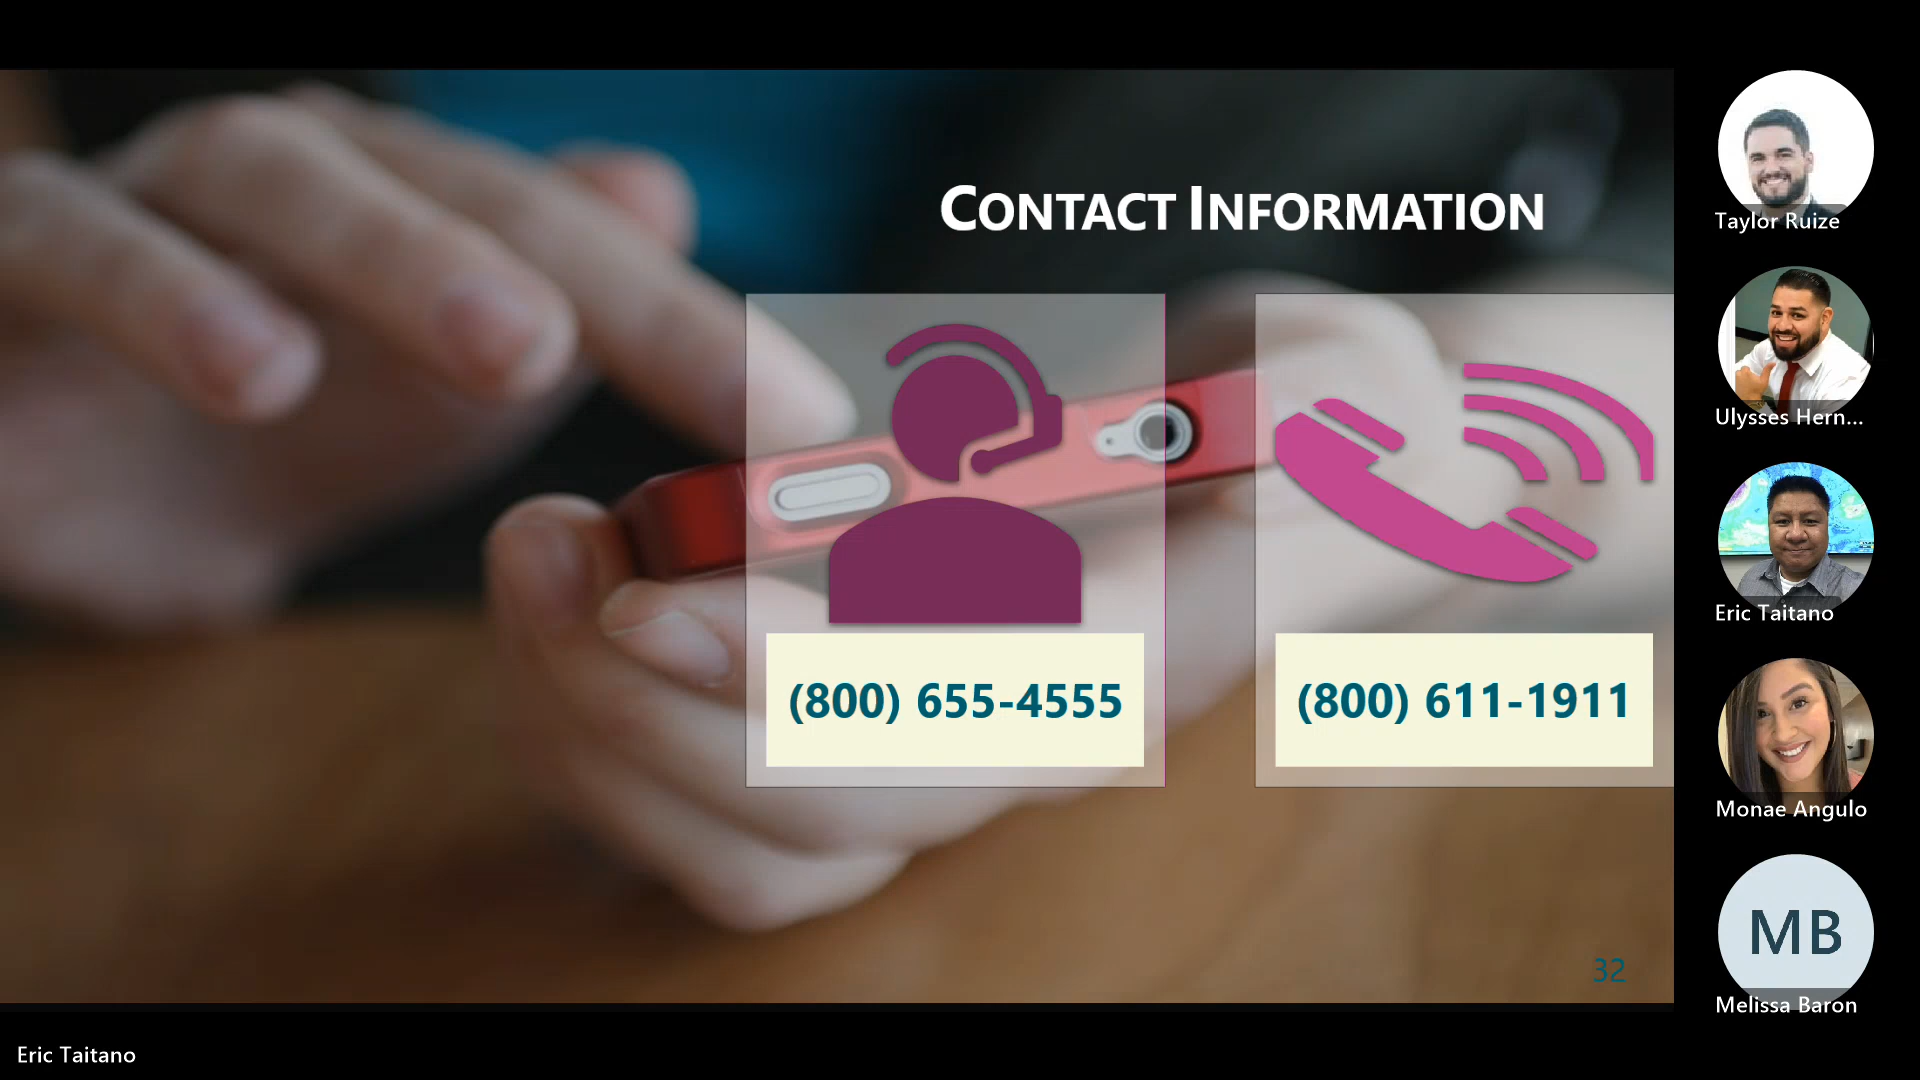 CONTACT INFORMATION
(800) 655-4555
(800) 611-1911
32
Taylor Ruize
Ulysses Hern...
Eric Taitano
Monae Angulo
MB
Melissa Baron
Eric Taitano